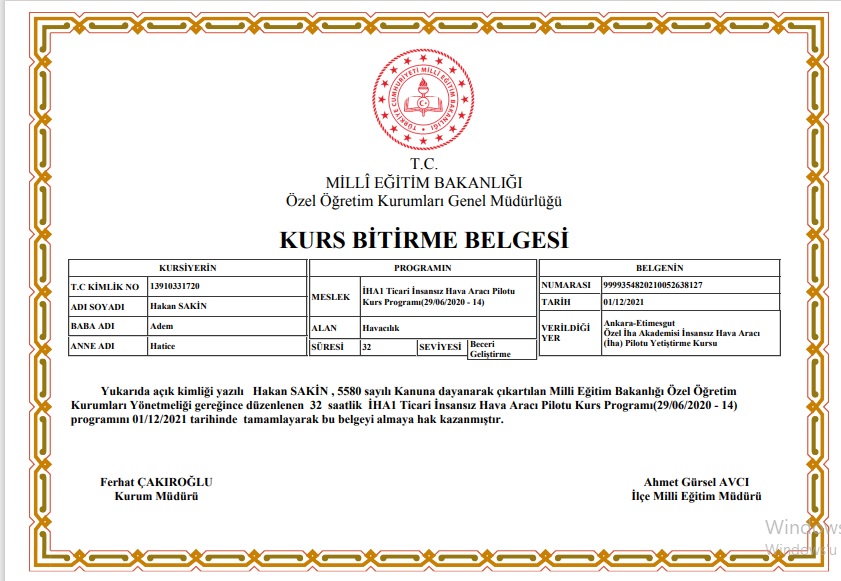 TÜRKİYE CUMHURİYETİ MİLLÎ EĞİTİM BAKANLIĞI
T.C.
MİLLÎ EĞİTİM BAKANLIĞI
Özel Öğretim Kurumları Genel Müdürlüğü
KURS BİTİRME BELGESİ
KURSİYERİN
T.C KİMLİK NO 13910331720
ADI SOYADI Hakan SAKİN
BABA ADI Adem
ANNE ADI Hatice
PROGRAMIN
MESLEK İHA1 Ticari İnsansız Hava Aracı Pilotu
Kurs Programı(29/06/2020 - 14)
ALAN Havacılık
SÜRESİ 32 SEVİYESİ Beceri
Geliştirme
BELGENİN
NUMARASI 9999354820210052638127
TARİH 01/12/2021
VERİLDİĞİ
YER
Ankara-Etimesgut
Özel İha Akademisi İnsansız Hava Aracı
(İha) Pilotu Yetiştirme Kursu
Yukarıda açık kimliği yazılı Hakan SAKİN , 5580 sayılı Kanuna dayanarak çıkartılan Milli Eğitim Bakanlığı Özel Öğretim
Kurumları Yönetmeliği gereğince düzenlenen 32 saatlik İHA1 Ticari İnsansız Hava Aracı Pilotu Kurs Programı(29/06/2020 - 14)
programını 01/12/2021 tarihinde tamamlayarak bu belgeyi almaya hak kazanmıştır.
Ferhat ÇAKIROĞLU
Kurum Müdürü
Ahmet Gürsel AVCI
İlçe Milli Eğitim Müdürü
Windows